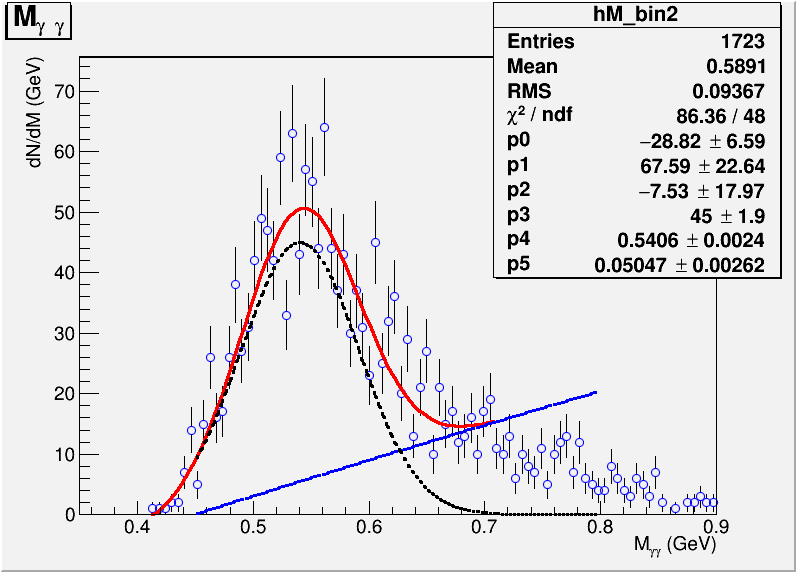 M γ γ
hM_bin2
Entries 1723
Mean 0.5891
RMS 0.09367
χ² / ndf 86.36 / 48
p0 −28.82 ± 6.59
p1 67.59 ± 22.64
p2 −7.53 ± 17.97
p3 45 ± 1.9
p4 0.5406 ± 0.0024
p5 0.05047 ± 0.00262
dN/dM (GeV)
70
60
50
40
30
20
10
0
0.4 0.5 0.6 0.7 0.8 0.9
Mγγ (GeV)